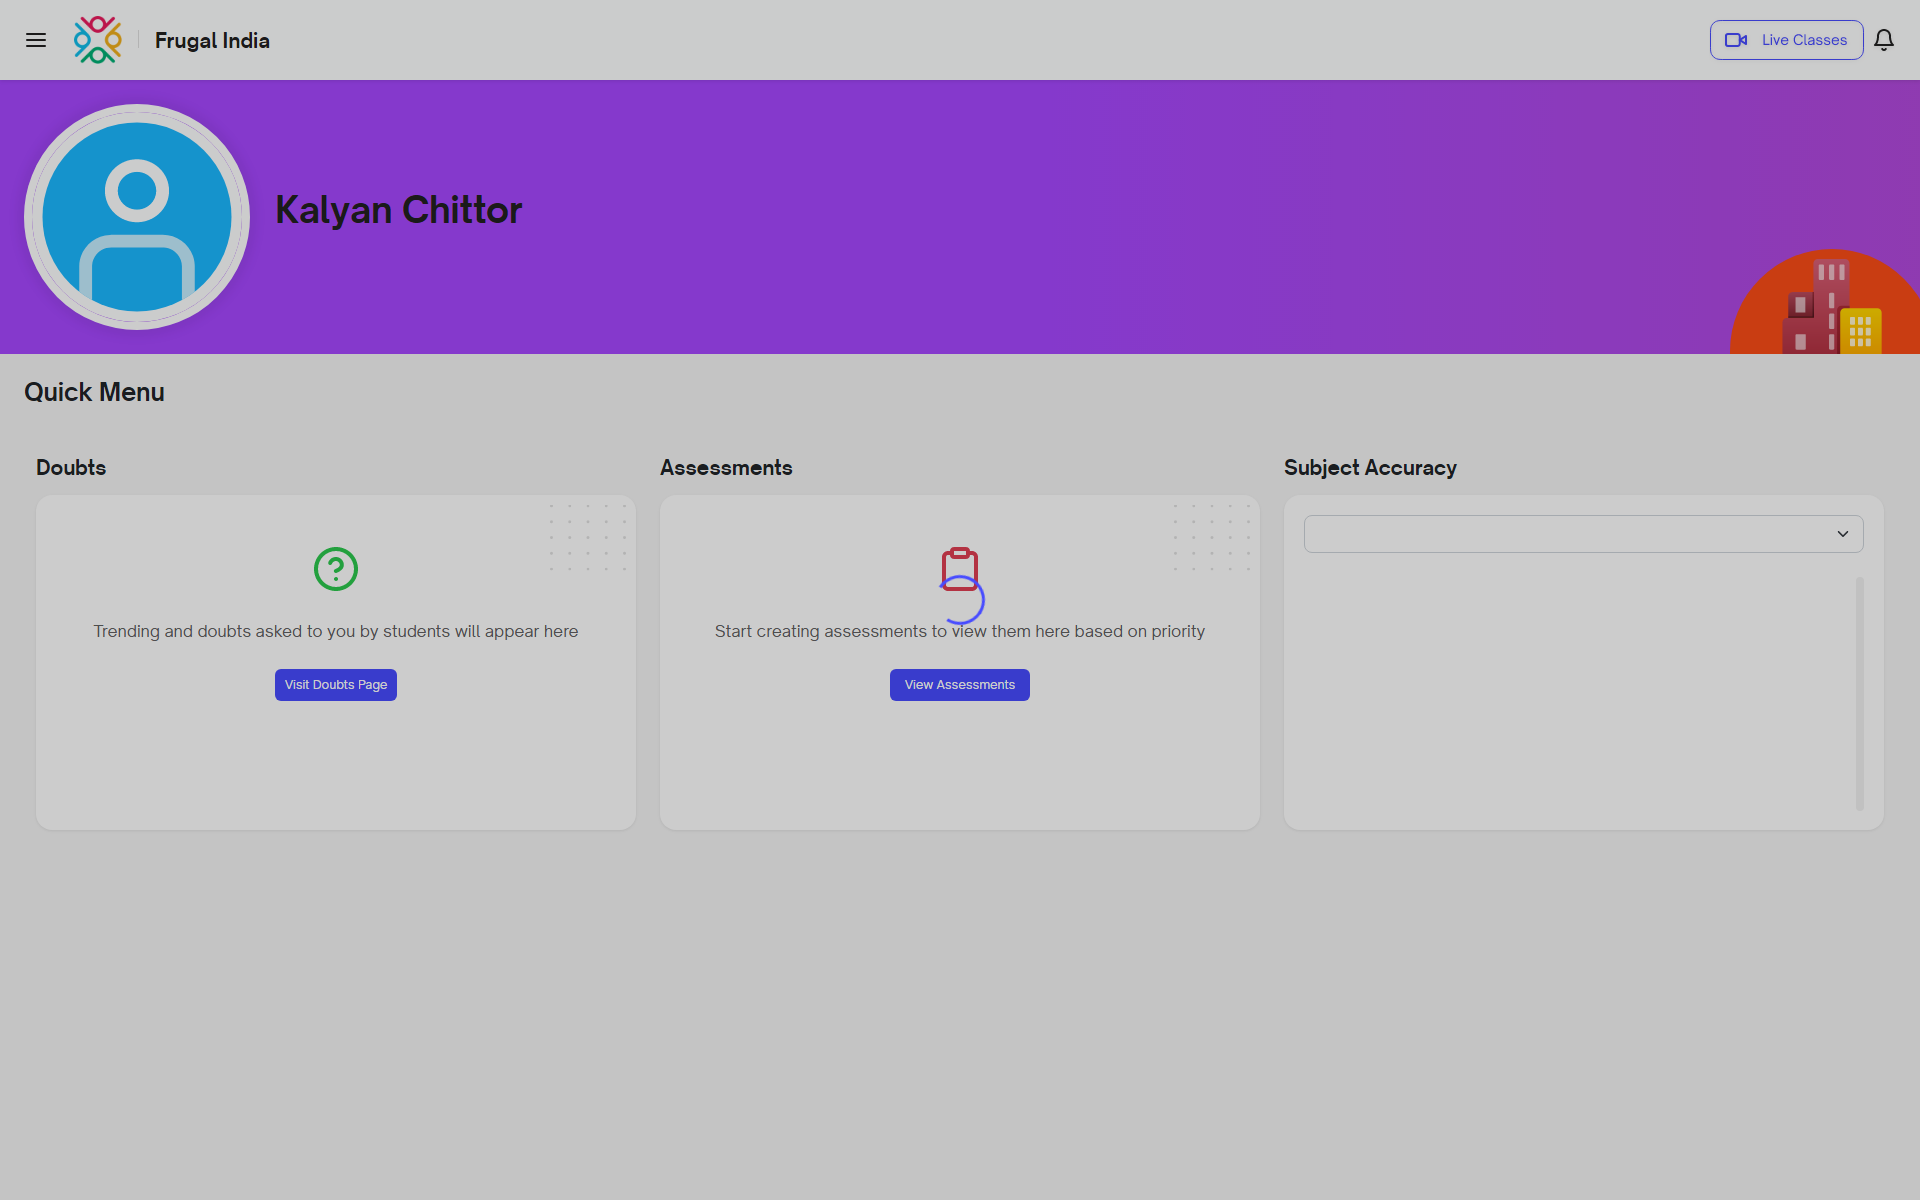 Frugal India
Live Classes
Kalyan Chittor
Quick Menu
Doubts
Assessments
Subject Accuracy
Trending and doubts asked to you by students will appear here
Visit Doubts Page
Start creating assessments to view them here based on priority
View Assessments